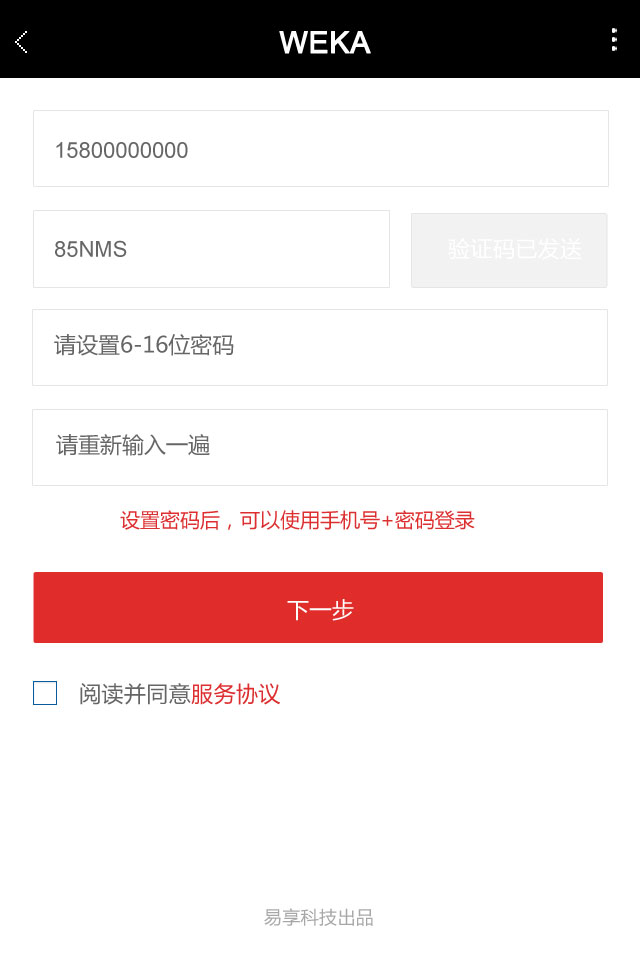 WEKA
15800000000
85NMS
验证码已发送
请设置6-16位密码
请重新输入一遍
设置密码后，可以使用手机号+密码登录
下一步
阅读并同意服务协议
易享科技出品